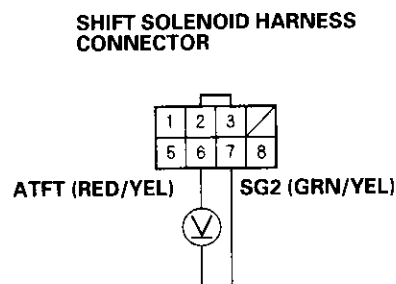 SHIFT SOLENOID HARNESS
CONNECTOR
1 2 3
5 6 7 8
ATFT (RED/YEL) SG2 (GRN/YEL)
V